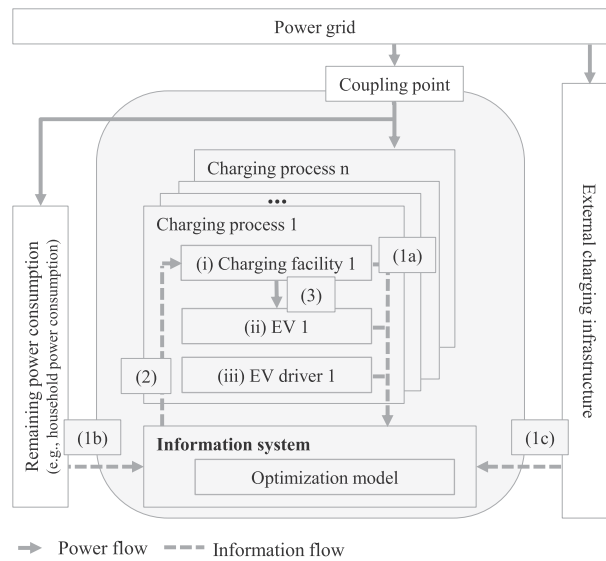 Power grid
Coupling point
Charging process n
...
Charging process 1
(i) Charging facility 1
(1a)
(3)
(ii) EV 1
(iii) EV driver 1
(2)
Remaining power consumption
(e.g., household power consumption)
(1b)
Information system
Optimization model
(1c)
External charging infrastructure
Power flow
Information flow